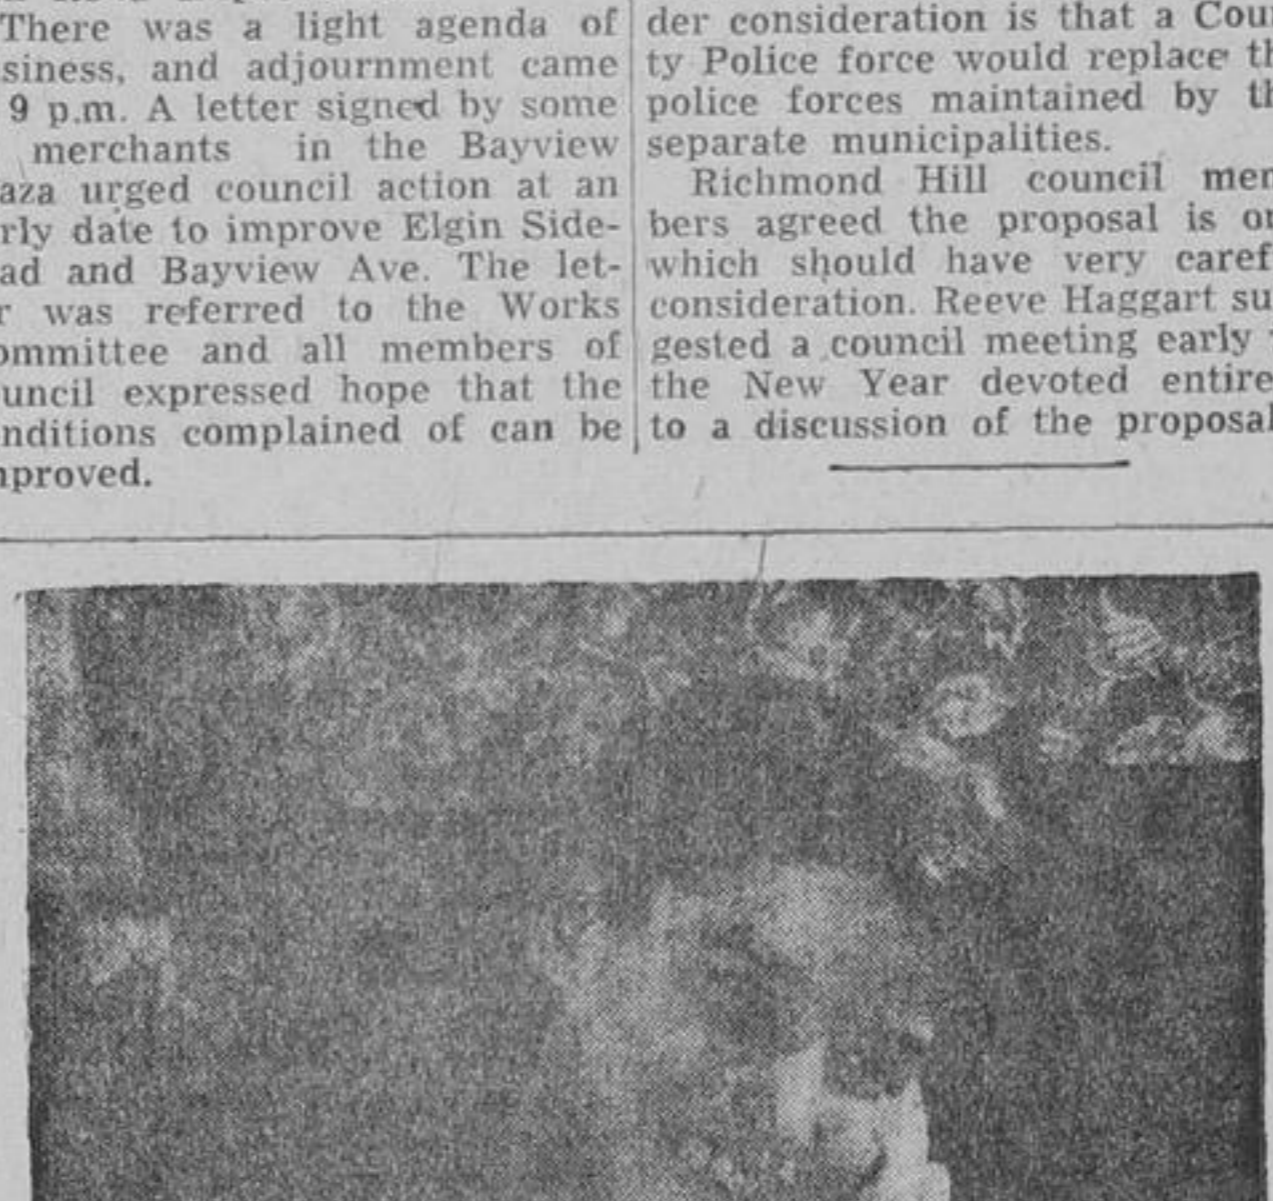 There was a light agenda of
siness, and adjournment came
9 p.m. A letter signed by some
merchants in the Bayview
aza urged council action at an
rly date to improve Elgin Side-
ad and Bayview Ave. The let-
r was referred to the Works
ommittee and all members of
uncil expressed hope that the
nditions complained of can be
nproved.
der consideration is that a Coun
ty Police force would replace th
police forces maintained by th
separate municipalities.
Richmond Hill council mem
bers agreed the proposal is on
which should have very caref
consideration. Reeve Haggart su
gested a council meeting early
the New Year devoted entire
to a discussion of the proposal